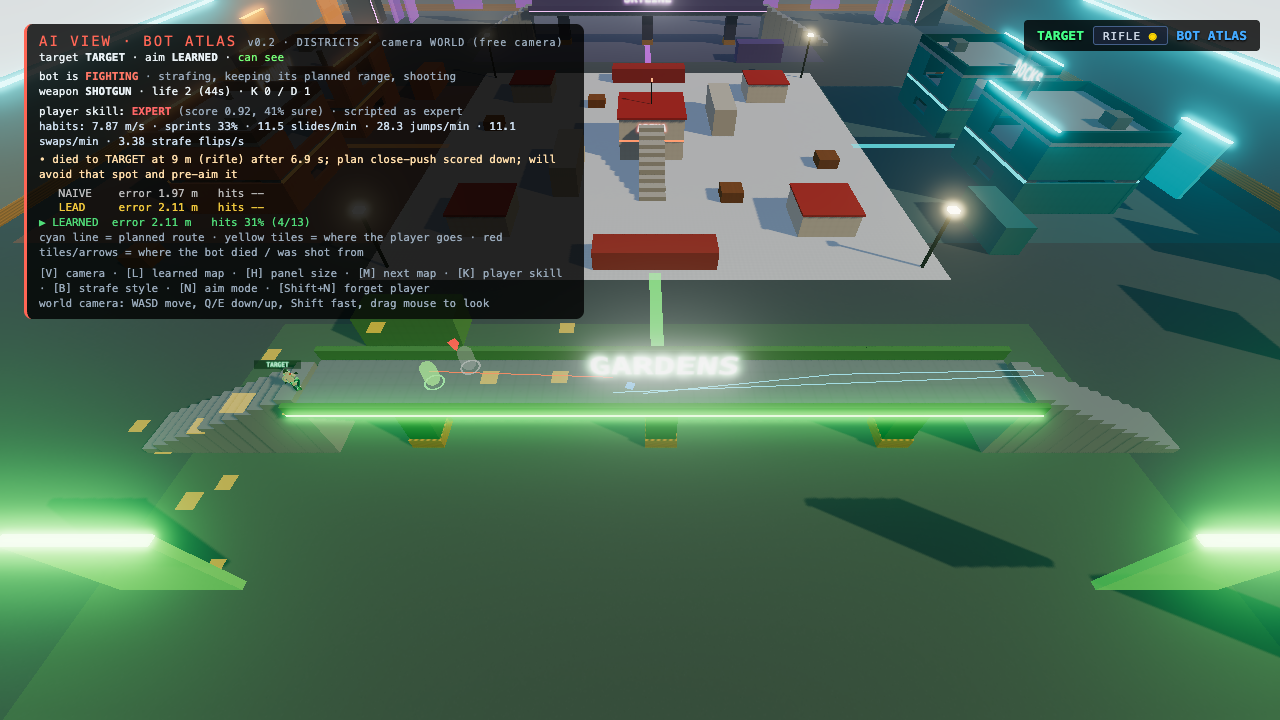 AI VIEW · BOT ATLAS v0.2 · DISTRICTS · camera WORLD (free camera)
target TARGET · aim LEARNED · can see
bot is FIGHTING · strafing, keeping its planned range, shooting
weapon SHOTGUN · life 2 (44s) · K 0 / D 1
player skill: EXPERT (score 0.92, 41% sure) · scripted as expert
habits: 7.87 m/s · sprints 33% · 11.5 slides/min · 28.3 jumps/min · 11.1
swaps/min · 3.38 strafe flips/s
• died to TARGET at 9 m (rifle) after 6.9 s; plan close-push scored down; will
avoid that spot and pre-aim it
NAIVE error 1.97 m hits ——
LEAD error 2.11 m hits ——
▶ LEARNED error 2.11 m hits 31% (4/13)
cyan line = planned route · yellow tiles = where the player goes · red
tiles/arrows = where the bot died / was shot from
[V] camera · [L] learned map · [H] panel size · [M] next map · [K] player skill
· [B] strafe style · [N] aim mode · [Shift+N] forget player
world camera: WASD move, Q/E down/up, Shift fast, drag mouse to look
TARGET RIFLE BOT ATLAS
DOCKS
GARDENS
TARGET